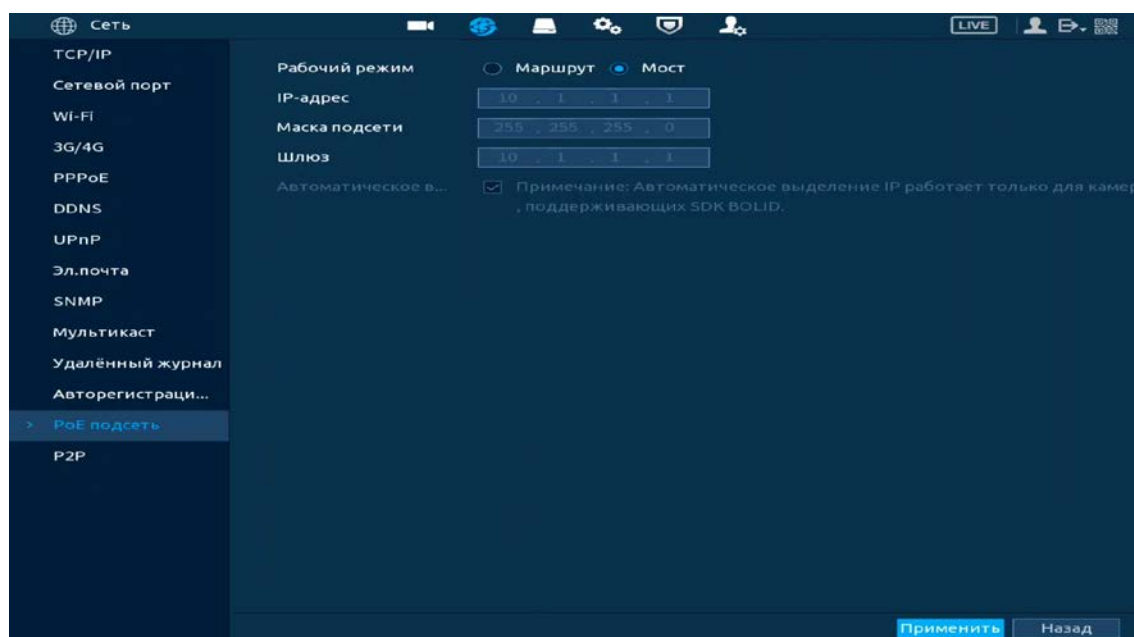 Сеть
LIVE
TCP/IP
Сетевой порт
Wi-Fi
3G/4G
PPPoE
DDNS
UPnP
Эл.почта
SNMP
Мультикаст
Удалённый журнал
Авторегистраци...
> PoE подсеть
P2P
Рабочий режим Маршрут Мост
IP-адрес 10 . 1 . 1 . 1
Маска подсети 255 . 255 . 255 . 0
Шлюз 10 . 1 . 1 . 1
Автоматическое в... Примечание: Автоматическое выделение IP работает только для камер
, поддерживающих SDK BOLID.
Применить Назад